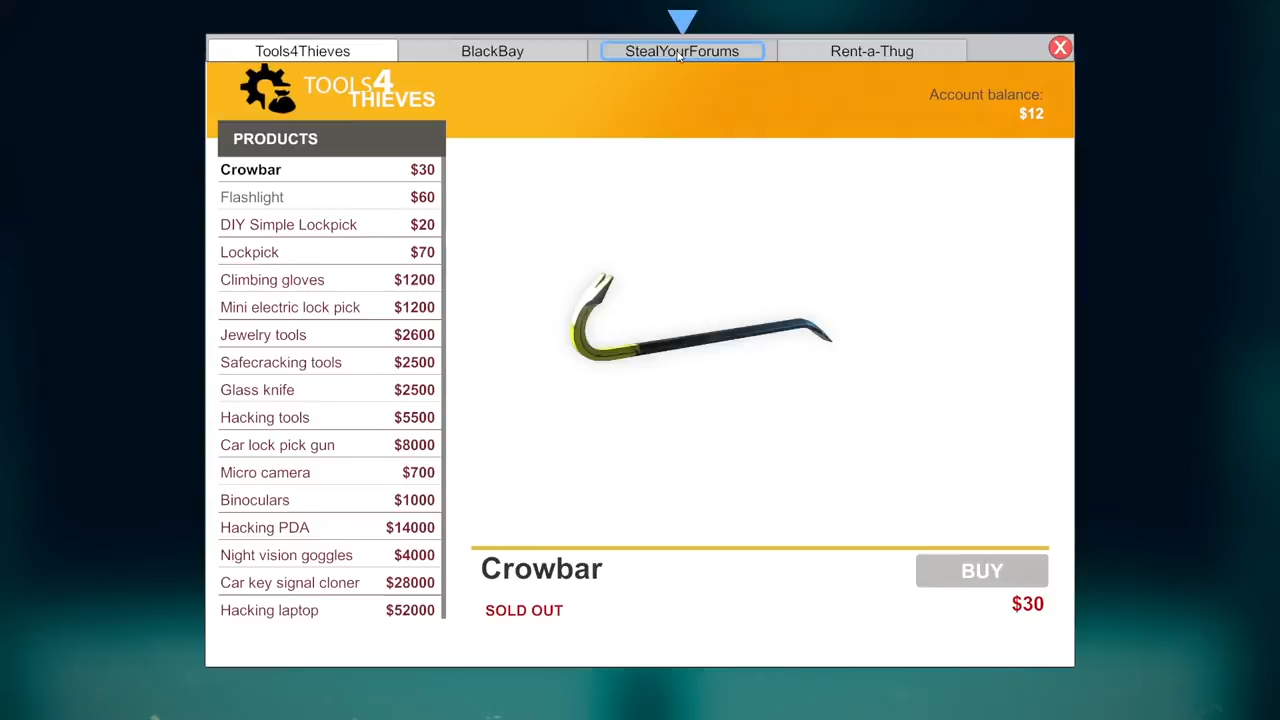 Tools4Thieves
BlackBay
StealYourForums
Rent-a-Thug
X
TOOLS4
THIEVES
Account balance:
$12
PRODUCTS
Crowbar $30
Flashlight $60
DIY Simple Lockpick $20
Lockpick $70
Climbing gloves $1200
Mini electric lock pick $1200
Jewelry tools $2600
Safecracking tools $2500
Glass knife $2500
Hacking tools $5500
Car lock pick gun $8000
Micro camera $700
Binoculars $1000
Hacking PDA $14000
Night vision goggles $4000
Car key signal cloner $28000
Hacking laptop $52000
Crowbar
BUY
SOLD OUT
$30